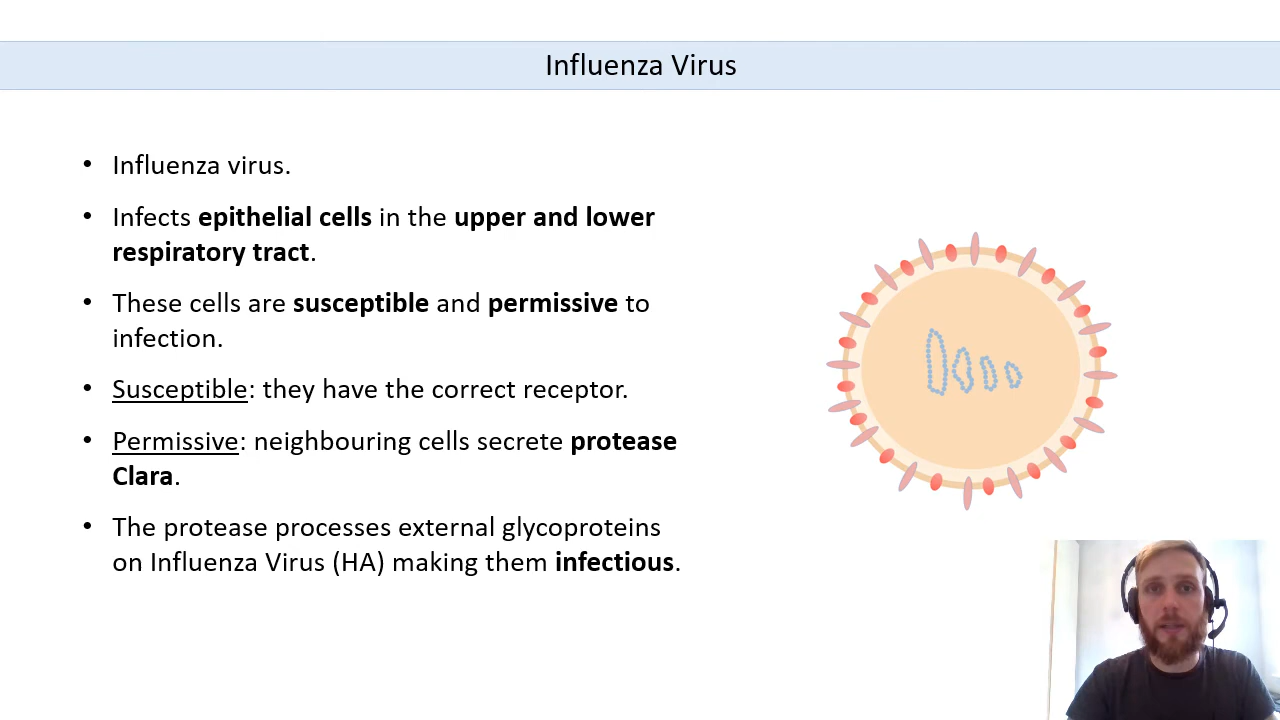 Influenza Virus
• Influenza virus.
• Infects epithelial cells in the upper and lower
respiratory tract.
• These cells are susceptible and permissive to
infection.
• Susceptible: they have the correct receptor.
• Permissive: neighbouring cells secrete protease
Clara.
• The protease processes external glycoproteins
on Influenza Virus (HA) making them infectious.